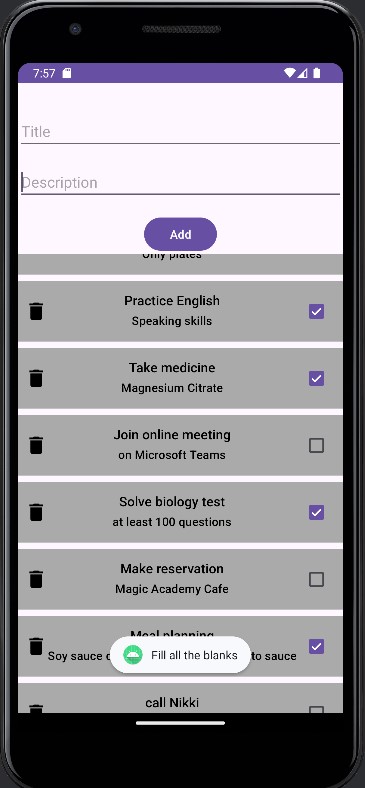 7:57
Title
Description
Add
Only plates
Practice English
Speaking skills
Take medicine
Magnesium Citrate
Join online meeting
on Microsoft Teams
Solve biology test
at least 100 questions
Make reservation
Magic Academy Cafe
Meal planning
Soy sauce
to sauce
Fill all the blanks
call Nikki